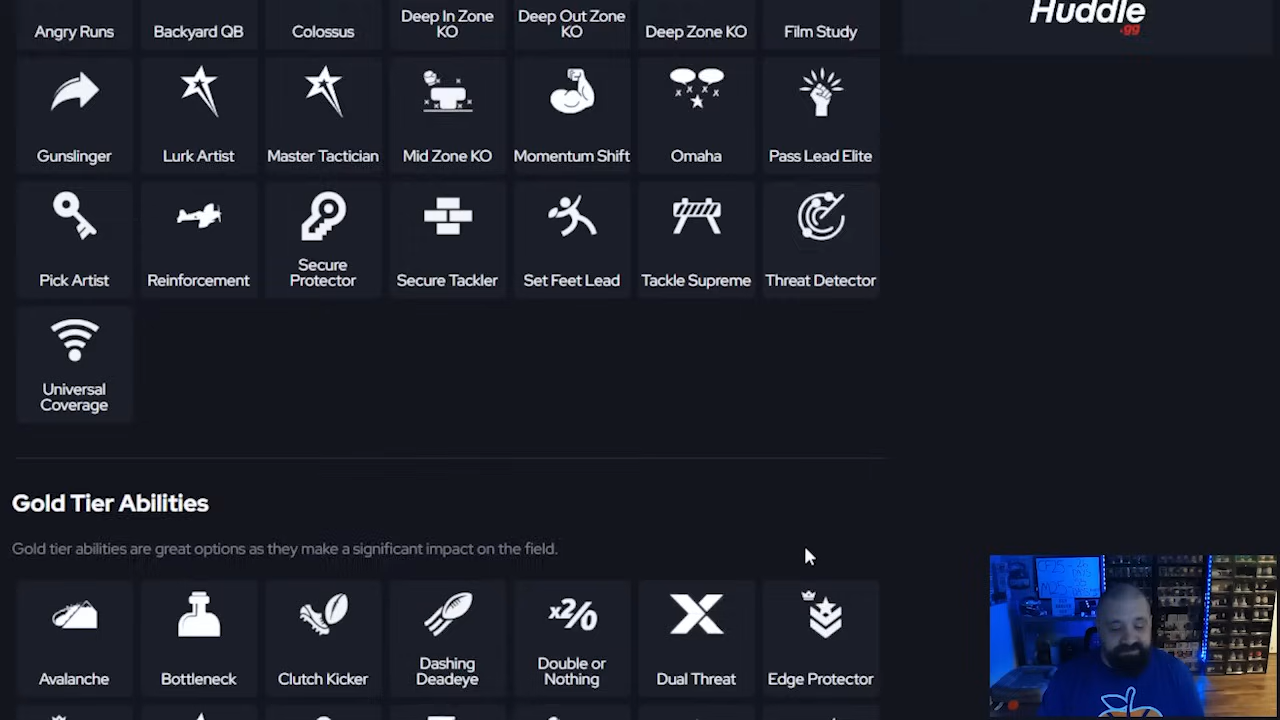 Huddle
.gg
Angry Runs
Backyard QB
Colossus
Deep In Zone
KO
Deep Out Zone
KO
Deep Zone KO
Film Study
Gunslinger
Lurk Artist
Master Tactician
Mid Zone KO
Momentum Shift
Omaha
Pass Lead Elite
Pick Artist
Reinforcement
Secure
Protector
Secure Tackler
Set Feet Lead
Tackle Supreme
Threat Detector
Universal
Coverage
Gold Tier Abilities
Gold tier abilities are great options as they make a significant impact on the field.
x2/0
Avalanche
Bottleneck
Clutch Kicker
Dashing
Deadeye
Double or
Nothing
Dual Threat
Edge Protector